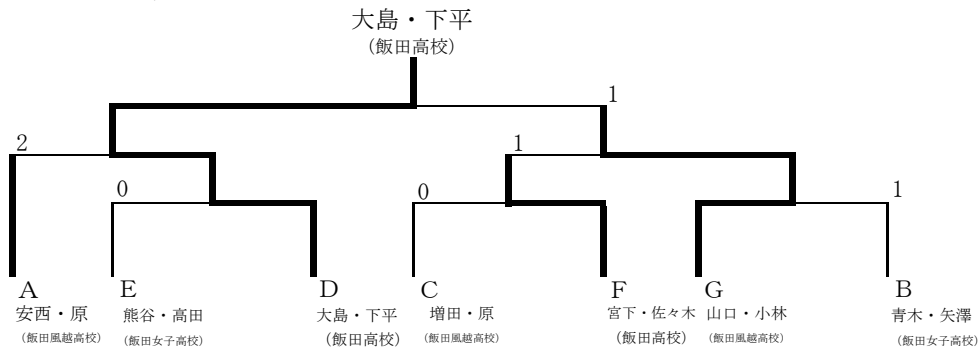 大島・下平
(飯田高校)
1
2
1
0
0
1
A
E
D
C
F
G
B
安西・原
熊谷・高田
大島・下平
増田・原
宮下・佐々木
山口・小林
青木・矢澤
(飯田風越高校)
(飯田女子高校)
(飯田高校)
(飯田風越高校)
(飯田高校)
(飯田風越高校)
(飯田女子高校)